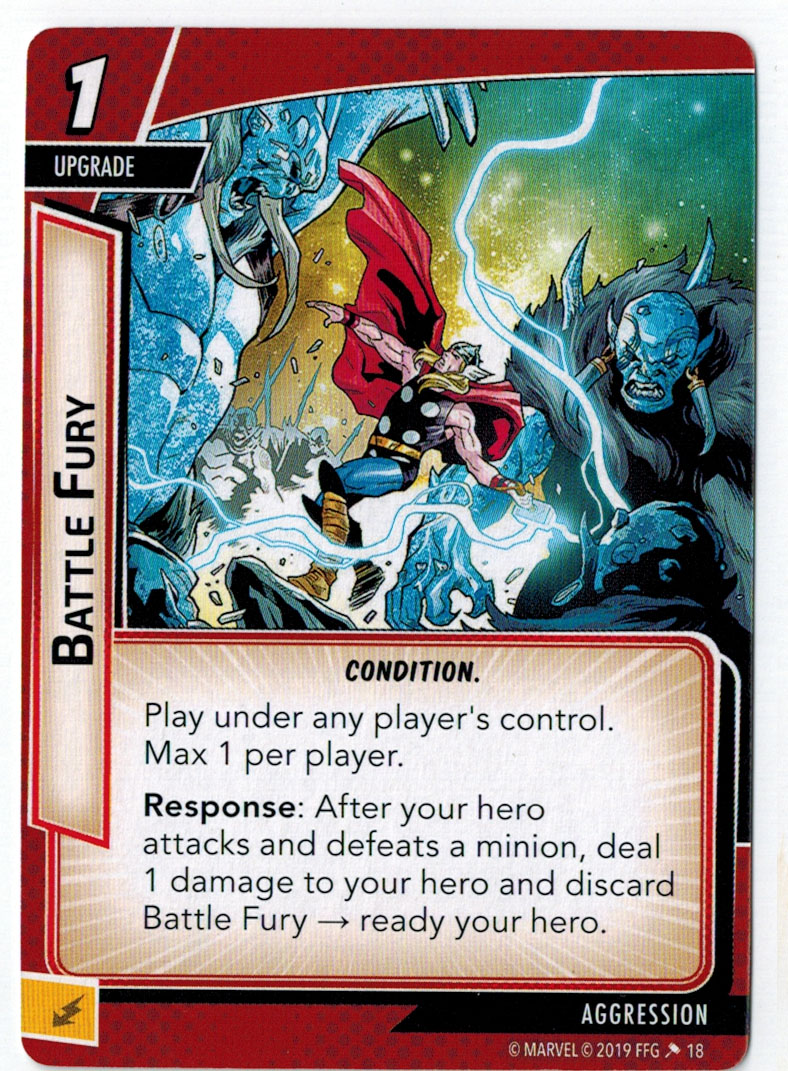 1
UPGRADE
BATTLE FURY
CONDITION.
Play under any player's control.
Max 1 per player.
Response: After your hero
attacks and defeats a minion, deal
1 damage to your hero and discard
Battle Fury → ready your hero.
AGGRESSION
© MARVEL © 2019 FFG 18